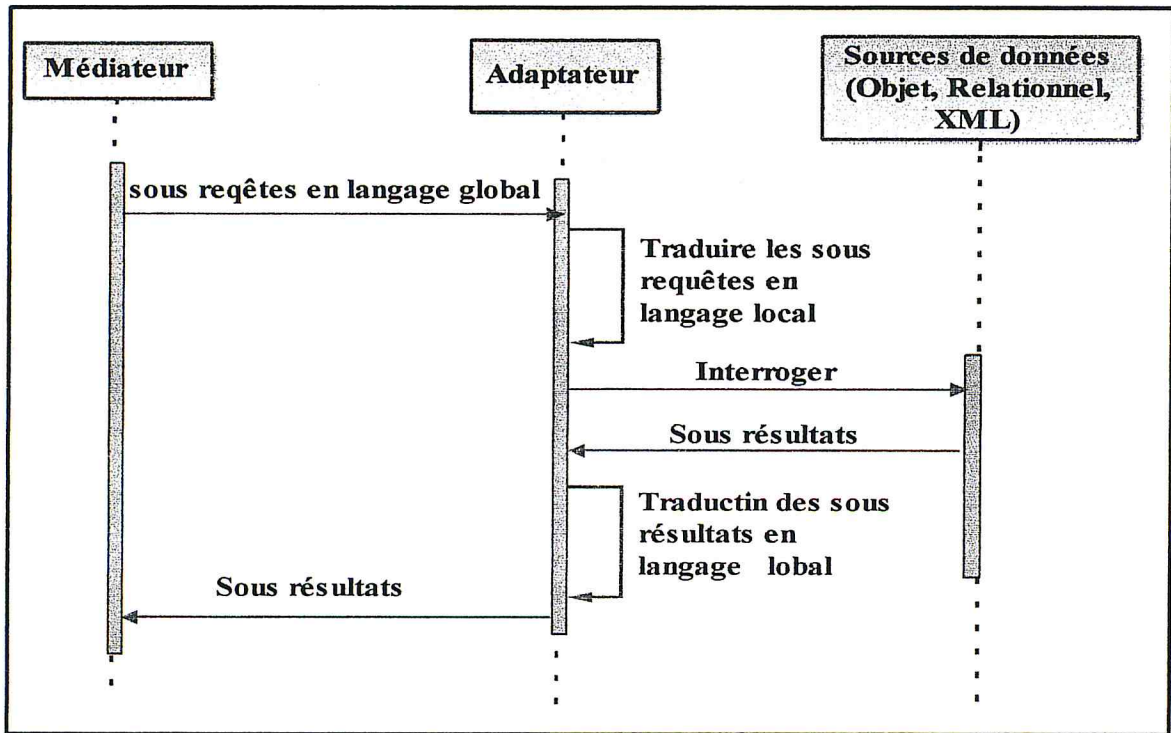 Médiateur
Adaptateur
Sources de données
(Objet, Relationnel,
XML)
sous reqêtes en langage global
Traduire les sous
requêtes en
langage local
Interroger
Sous résultats
Traductin des sous
résultats en
langage lobal
Sous résultats